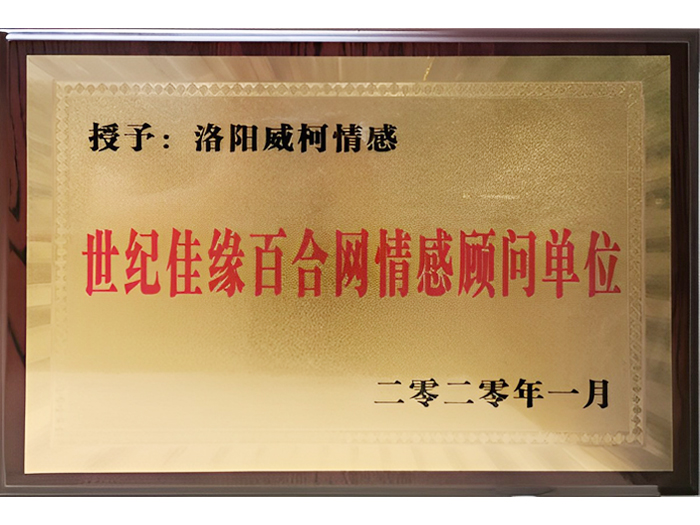 授予：洛阳威柯情感
世纪佳缘百合网情感顾问单位
二零二零年一月